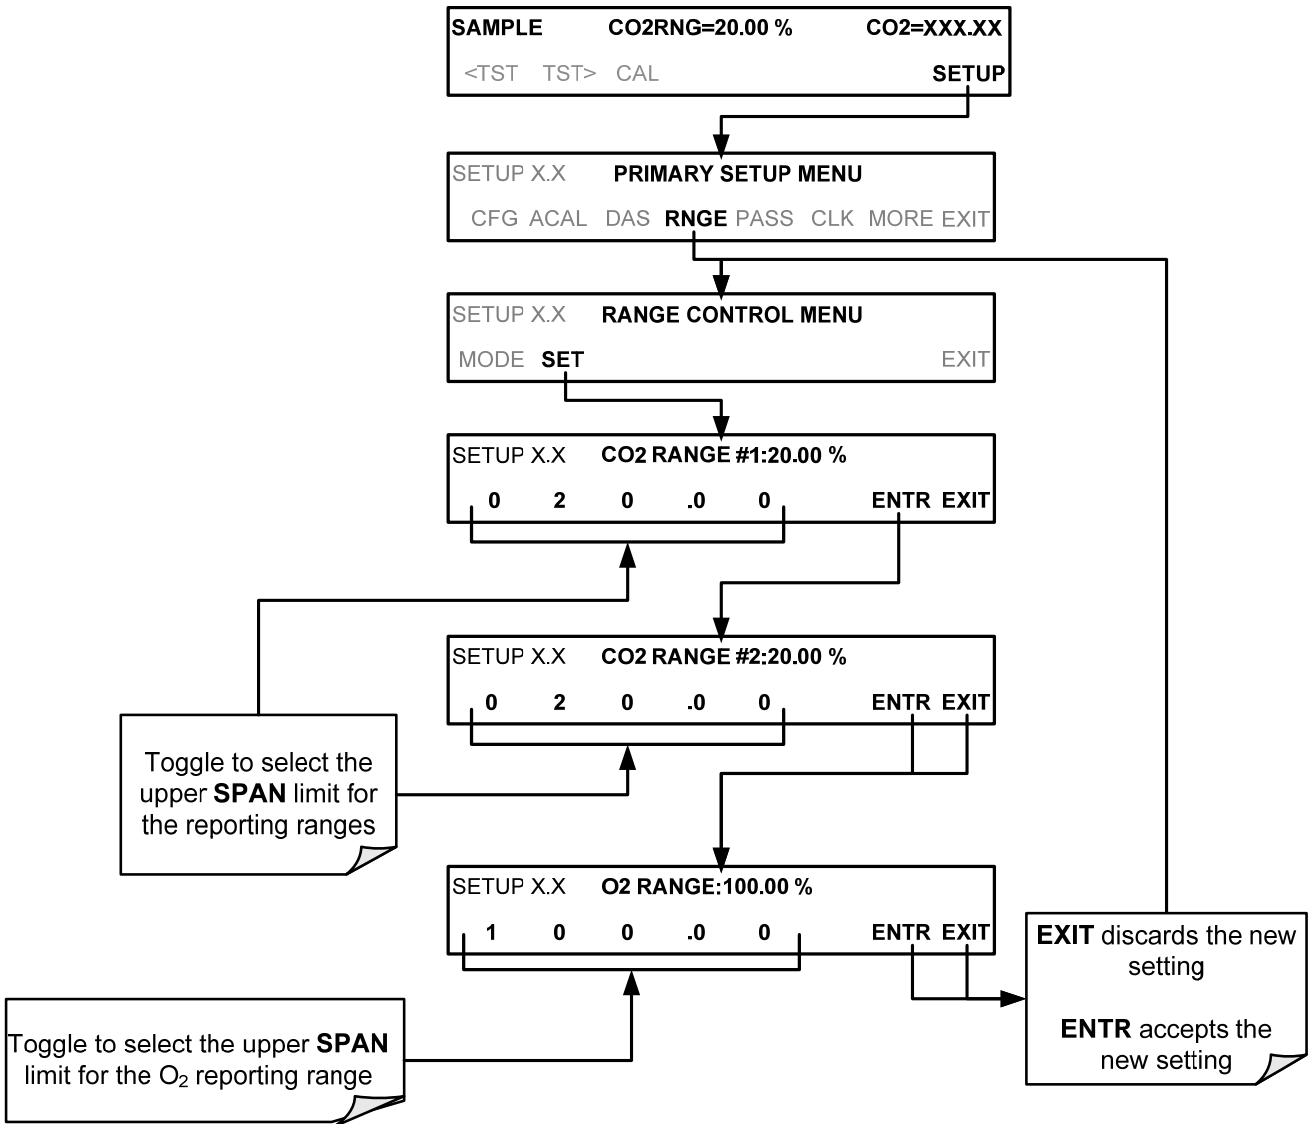 SAMPLE CO2RNG=20.00 % CO2=XXX.XX
<TST TST> CAL SETUP
SETUP X.X PRIMARY SETUP MENU
CFG ACAL DAS RNGE PASS CLK MORE EXIT
SETUP X.X RANGE CONTROL MENU
MODE SET EXIT
SETUP X.X CO2 RANGE #1:20.00 %
0 2 0 .0 0 ENTR EXIT
SETUP X.X CO2 RANGE #2:20.00 %
0 2 0 .0 0 ENTR EXIT
Toggle to select the
upper SPAN limit for
the reporting ranges
SETUP X.X O2 RANGE:100.00 %
1 0 0 .0 0 ENTR EXIT
EXIT discards the new
setting
ENTR accepts the
new setting
Toggle to select the upper SPAN
limit for the O₂ reporting range